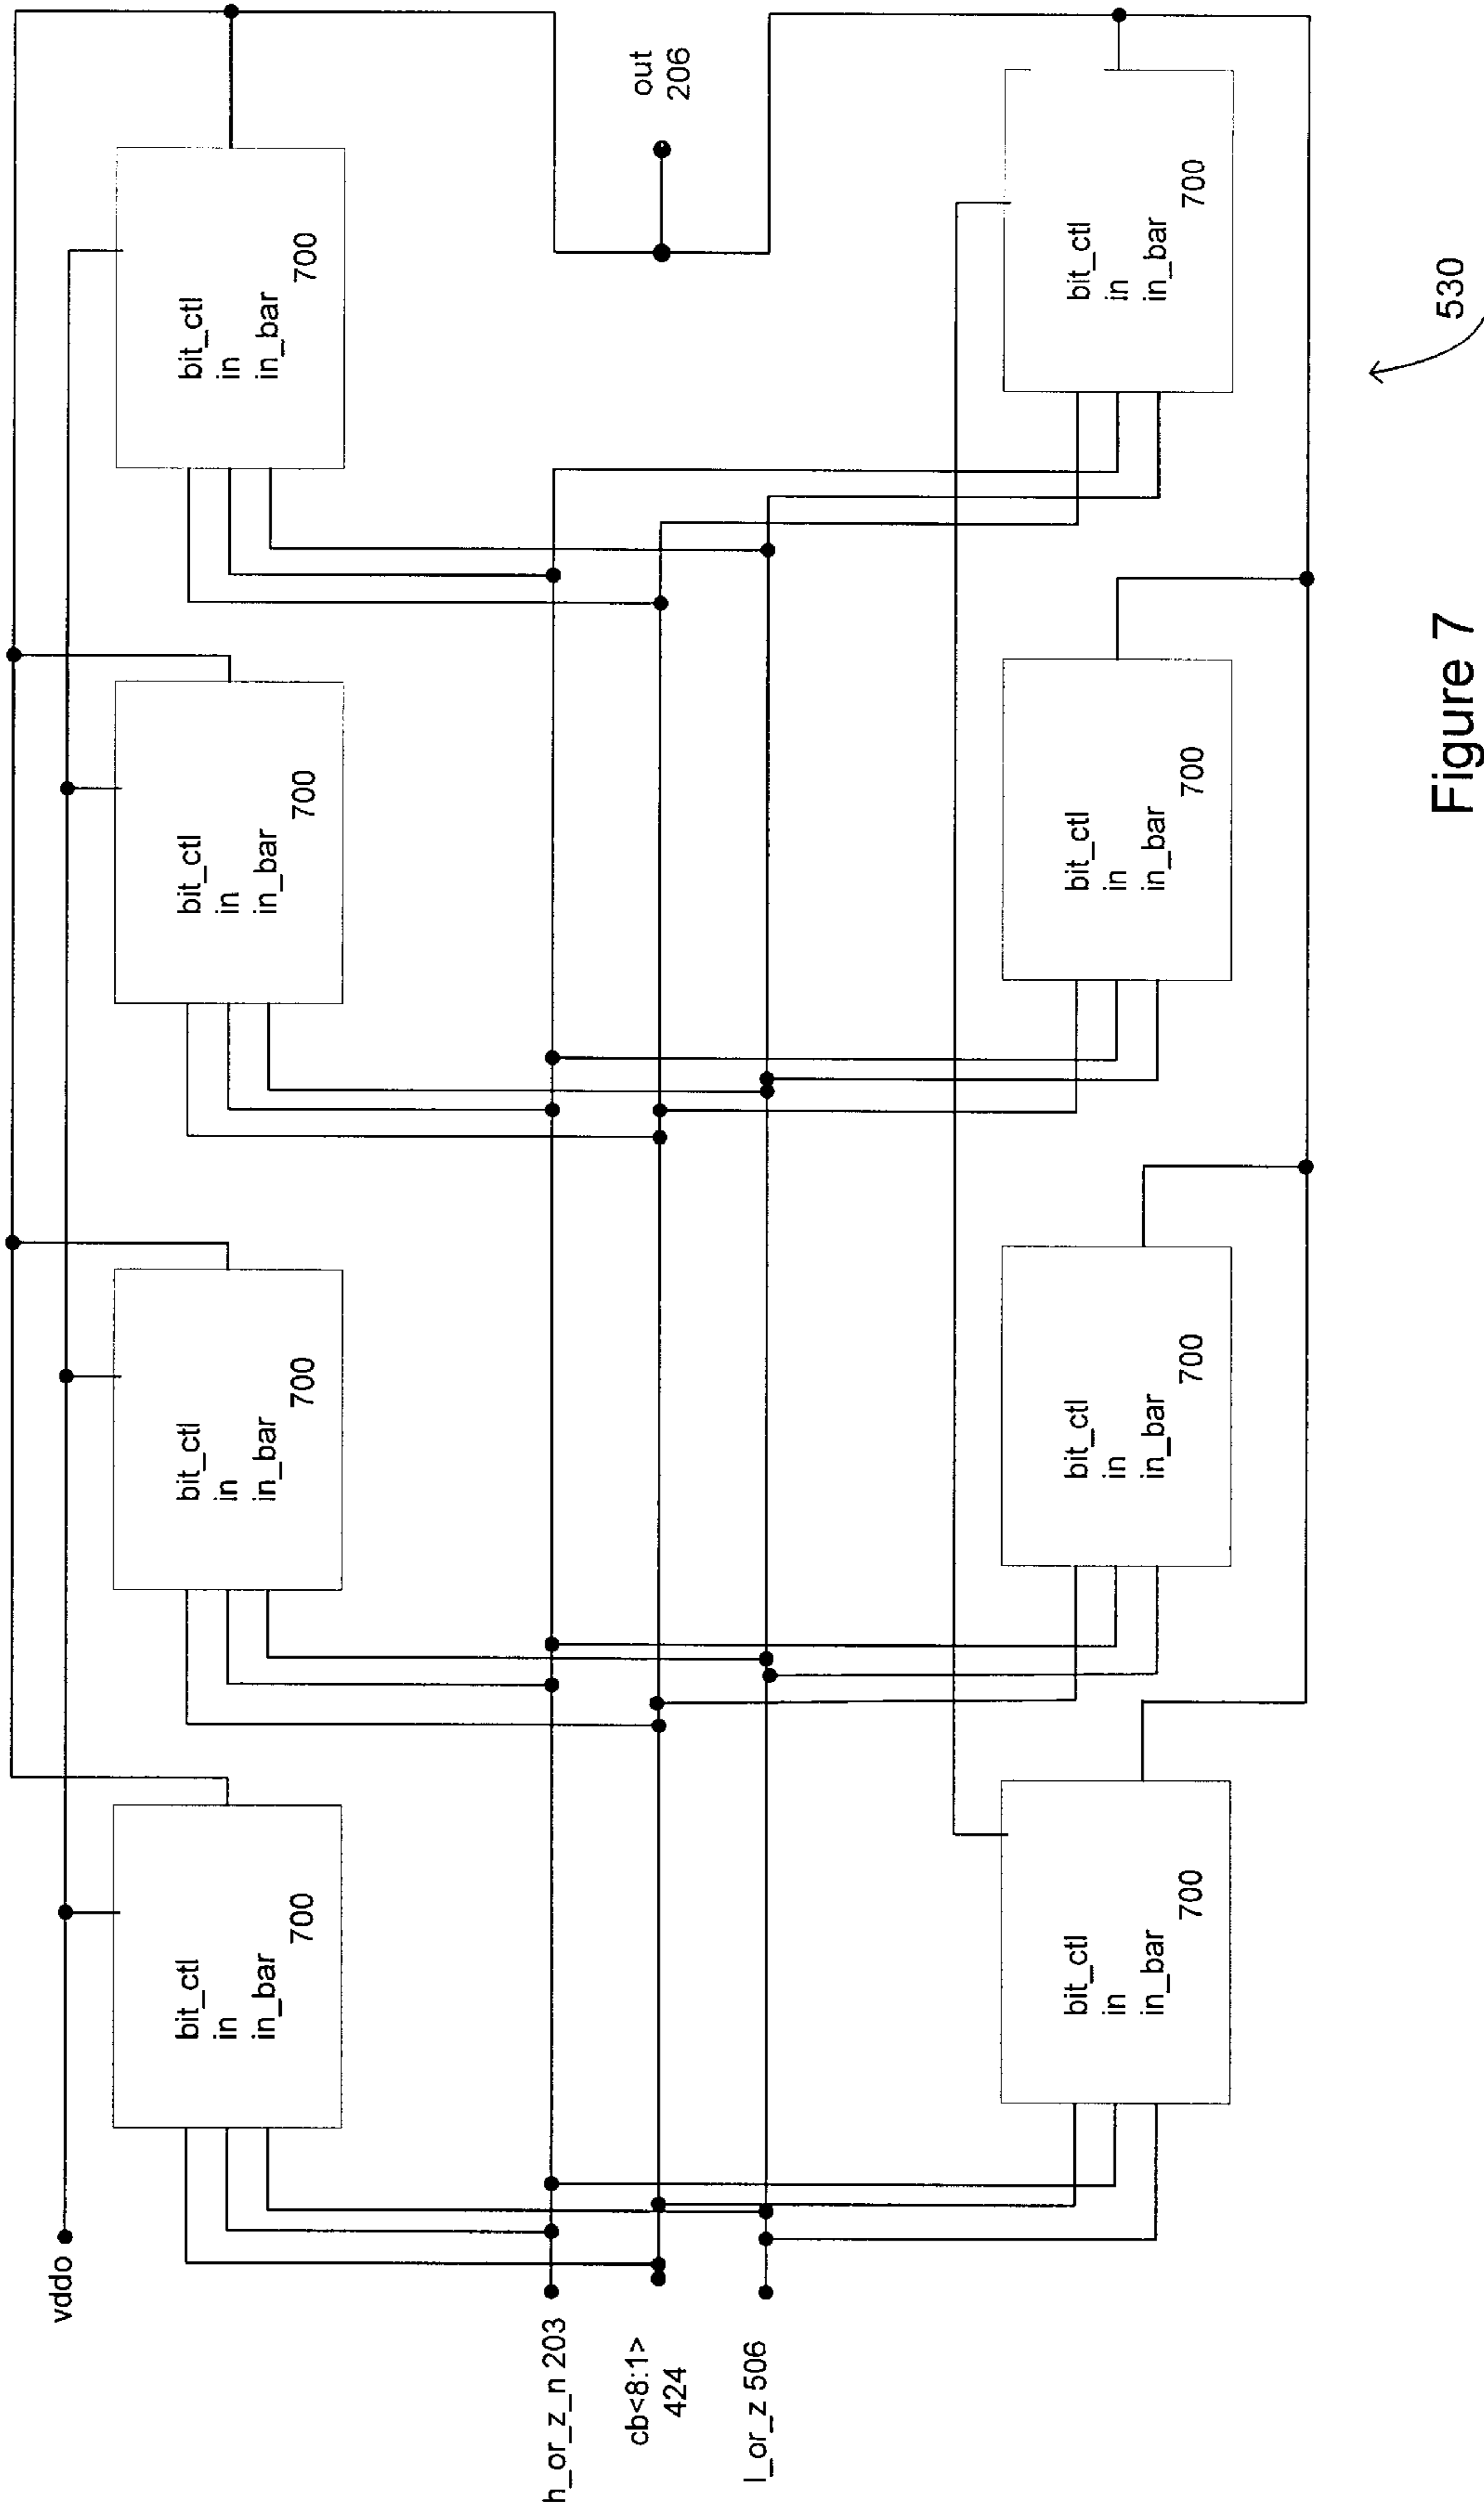 vddo
bit_ctl
in
in_bar
700
bit_ctl
in
in_bar
700
bit_ctl
in
in_bar
700
bit_ctl
in
in_bar
700
h_or_z_n 203
cb<8:1>
424
l_or_z 506
out
206
bit_ctl
in
in_bar
700
bit_ctl
in
in_bar
700
bit_ctl
in
in_bar
700
bit_ctl
in
in_bar
700
530
Figure 7